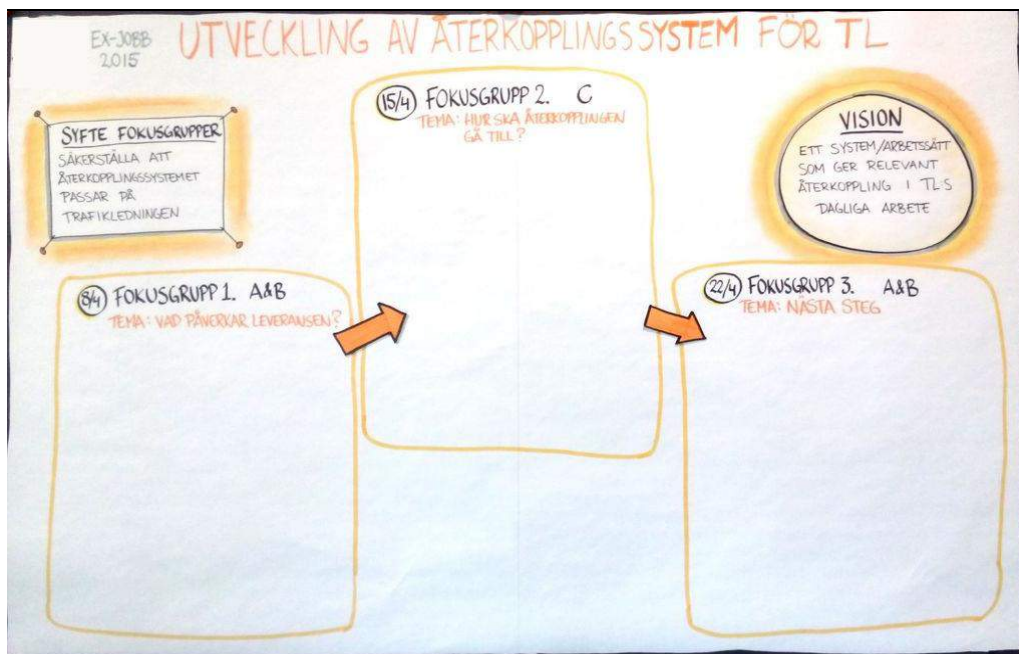 EX-JOBB
2015
UTVECKLING AV ÅTERKOPPLINGSSYSTEM FÖR TL
SYFTE FOKUSGRUPPER
SÄKERSTÄLLA ATT
ÅTERKOPPLINGSSYSTEMET
PASSAR PÅ
TRAFIKLEDNINGEN
15/4 FOKUSGRUPP 2. C
TEMA: HUR SKA ÅTERKOPPLINGEN
GÅ TILL?
VISION
ETT SYSTEM/ARBETSSÄTT
SOM GER RELEVANT
ÅTERKOPPLING I TL:S
DAGLIGA ARBETE
8/4 FOKUSGRUPP 1. A&B
TEMA: VAD PÅVERKAR LEVERANSEN?
22/4 FOKUSGRUPP 3. A&B
TEMA: NÄSTA STEG